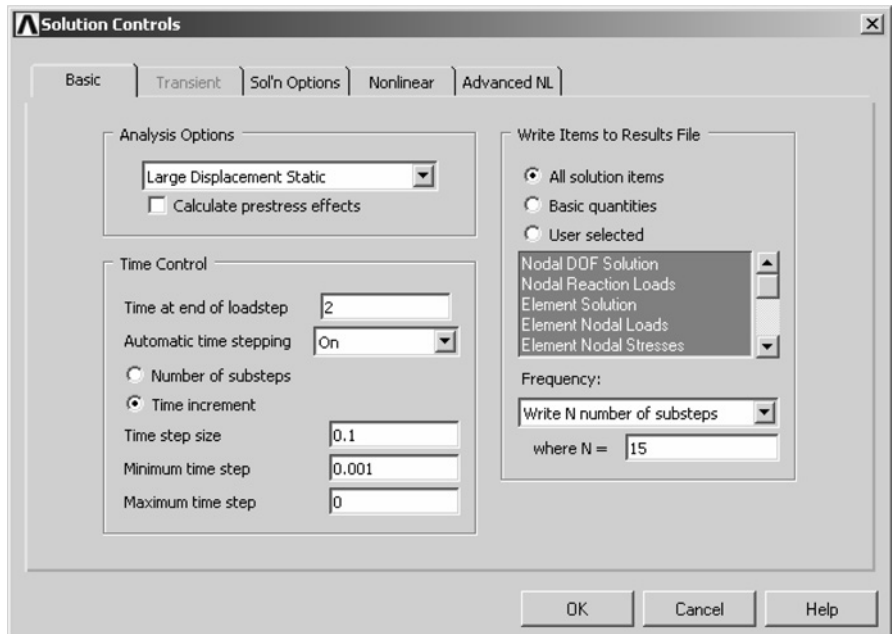 Solution Controls
Basic
Transient
Sol'n Options
Nonlinear
Advanced NL
Analysis Options
Large Displacement Static
Calculate prestress effects
Time Control
Time at end of loadstep 2
Automatic time stepping On
Number of substeps
Time increment
Time step size 0.1
Minimum time step 0.001
Maximum time step 0
Write Items to Results File
All solution items
Basic quantities
User selected
Nodal DOF Solution
Nodal Reaction Loads
Element Solution
Element Nodal Loads
Element Nodal Stresses
Frequency:
Write N number of substeps
where N = 15
OK
Cancel
Help